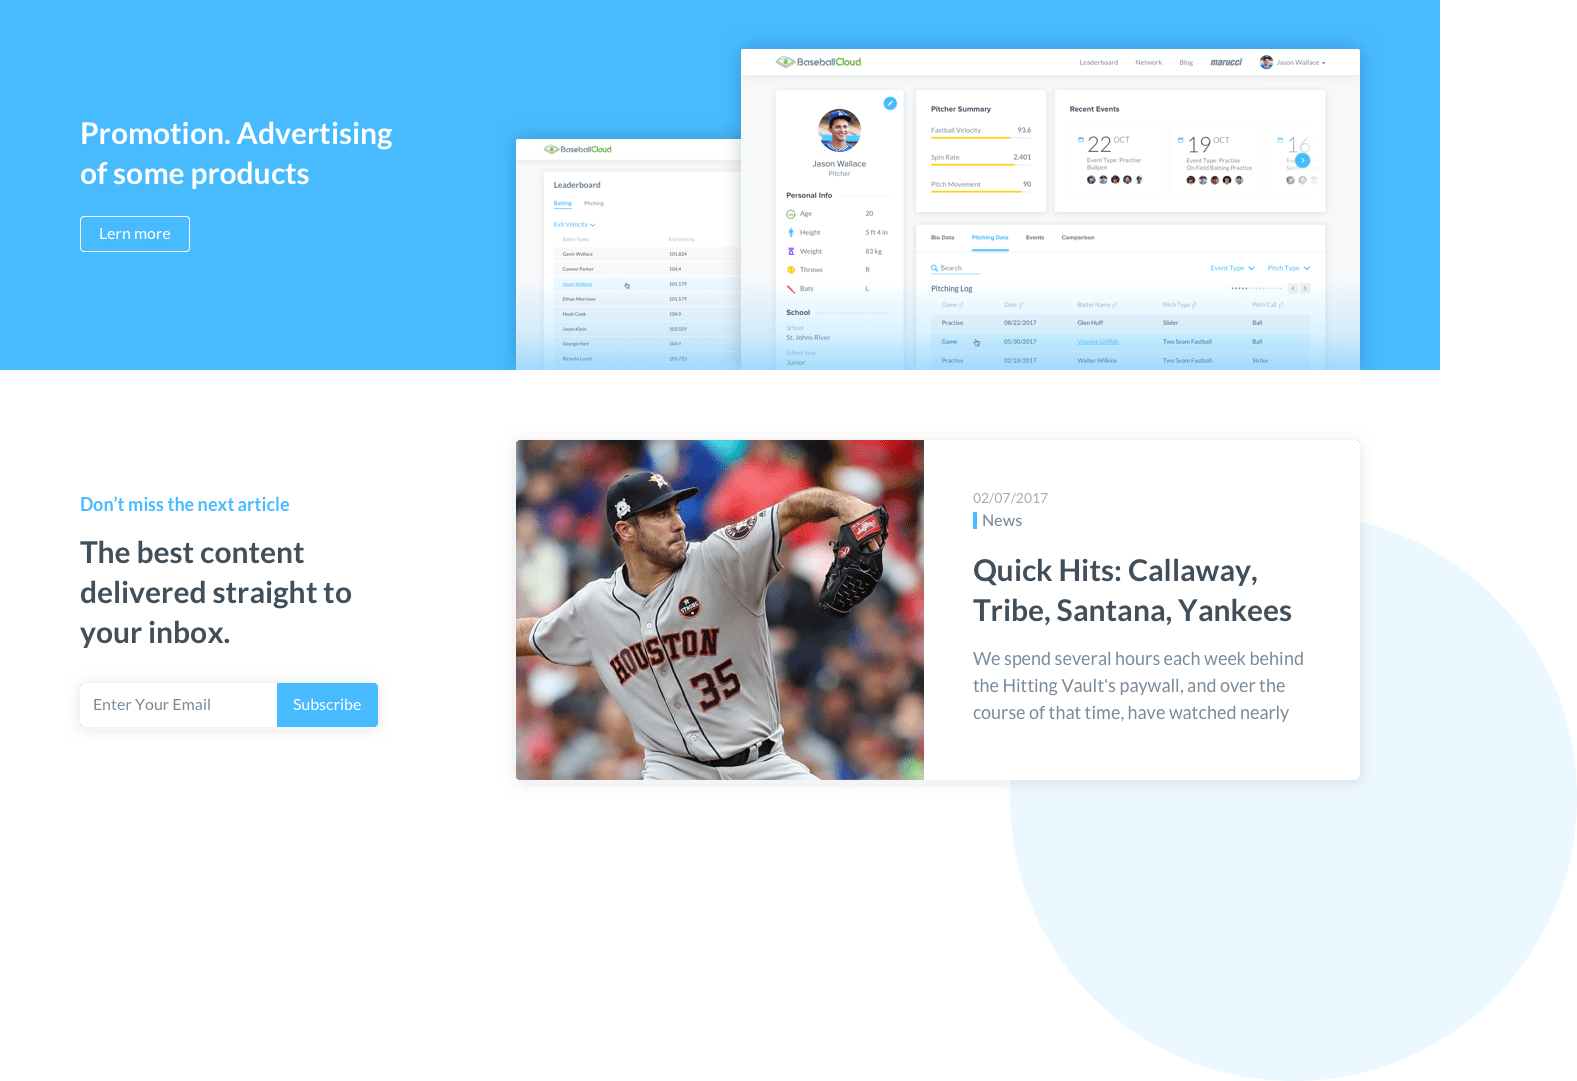 Promotion. Advertising
of some products
Lern more
BaseballCloud
Leaderboard
Batting Pitching
Exit Velocity
Batter Name Exit Velocity
Gavin Wallace 101.824
Connor Parker 104.4
Jason Wallace 101.579
Ethan Morrison 101.579
Noah Cook 104.9
Jason Klein 102.559
George Hart 104.9
Ricardo Lynch 100.723
BaseballCloud
Leaderboard Network Blog marucci Jason Wallace
Jason Wallace
Pitcher
Personal Info
Age 20
Height 5 ft 4 in
Weight 83 kg
Throws R
Bats L
School
School
St. Johns River
School Year
Junior
Pitcher Summary
Fastball Velocity 93.6
Spin Rate 2.401
Pitch Movement 90
Recent Events
22 OCT
Event Type: Practise
Bullpen
19 OCT
Event Type: Practise
On Field Batting Practice
16
Bio Data Pitching Data Events Comparison
Search
Event Type Pitch Type
Pitching Log
Game Date Batter Name Pitch Type Pitch Call
Practise 08/22/2017 Glen Huff Slider Ball
Game 05/30/2017 Vincent Griffith Two Seam Fastball Ball
Practise 02/18/2017 Walter Wilkins Two Seam Fastball Strike
Don’t miss the next article
The best content
delivered straight to
your inbox.
Enter Your Email Subscribe
HOUSTON
35
STRONG
02/07/2017
News
Quick Hits: Callaway,
Tribe, Santana, Yankees
We spend several hours each week behind
the Hitting Vault's paywall, and over the
course of that time, have watched nearly